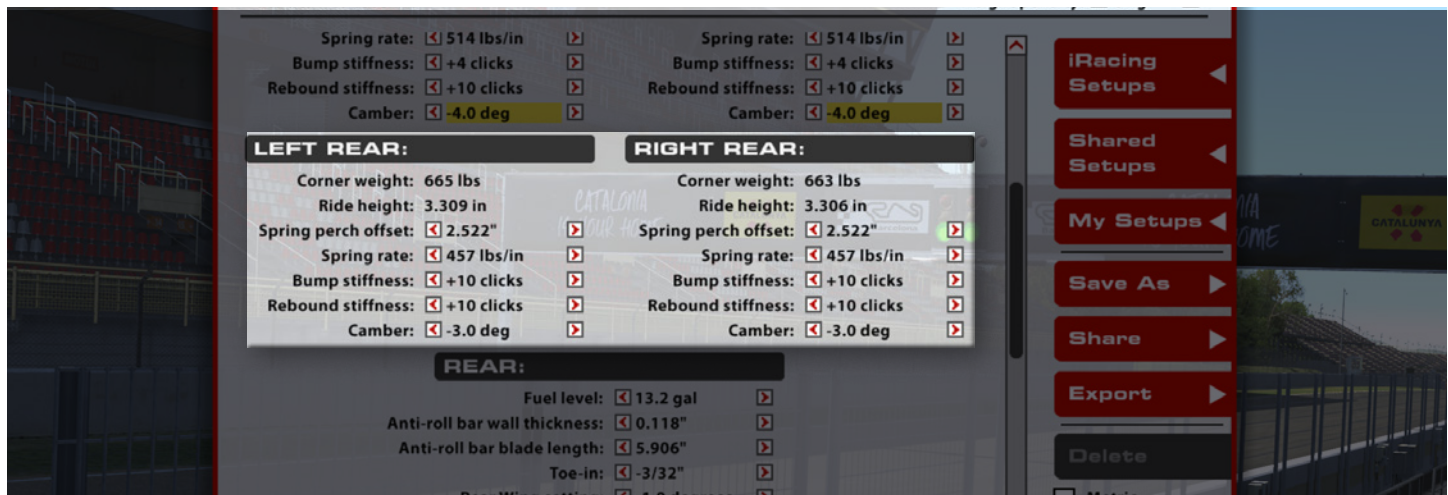 Spring rate: 514 lbs/in Spring rate: 514 lbs/in
Bump stiffness: +4 clicks Bump stiffness: +4 clicks
Rebound stiffness: +10 clicks Rebound stiffness: +10 clicks
Camber: -4.0 deg Camber: -4.0 deg
LEFT REAR: RIGHT REAR:
Corner weight: 665 lbs Corner weight: 663 lbs
Ride height: 3.309 in Ride height: 3.306 in
Spring perch offset: 2.522" Spring perch offset: 2.522"
Spring rate: 457 lbs/in Spring rate: 457 lbs/in
Bump stiffness: +10 clicks Bump stiffness: +10 clicks
Rebound stiffness: +10 clicks Rebound stiffness: +10 clicks
Camber: -3.0 deg Camber: -3.0 deg
REAR:
Fuel level: 13.2 gal
Anti-roll bar wall thickness: 0.118"
Anti-roll bar blade length: 5.906"
Toe-in: -3/32"
iRacing
Setups
Shared
Setups
My Setups
Save As
Share
Export
Delete
CATALONIA
CATALUNYA